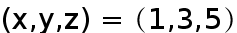 (x,y,z) = (1,3,5)